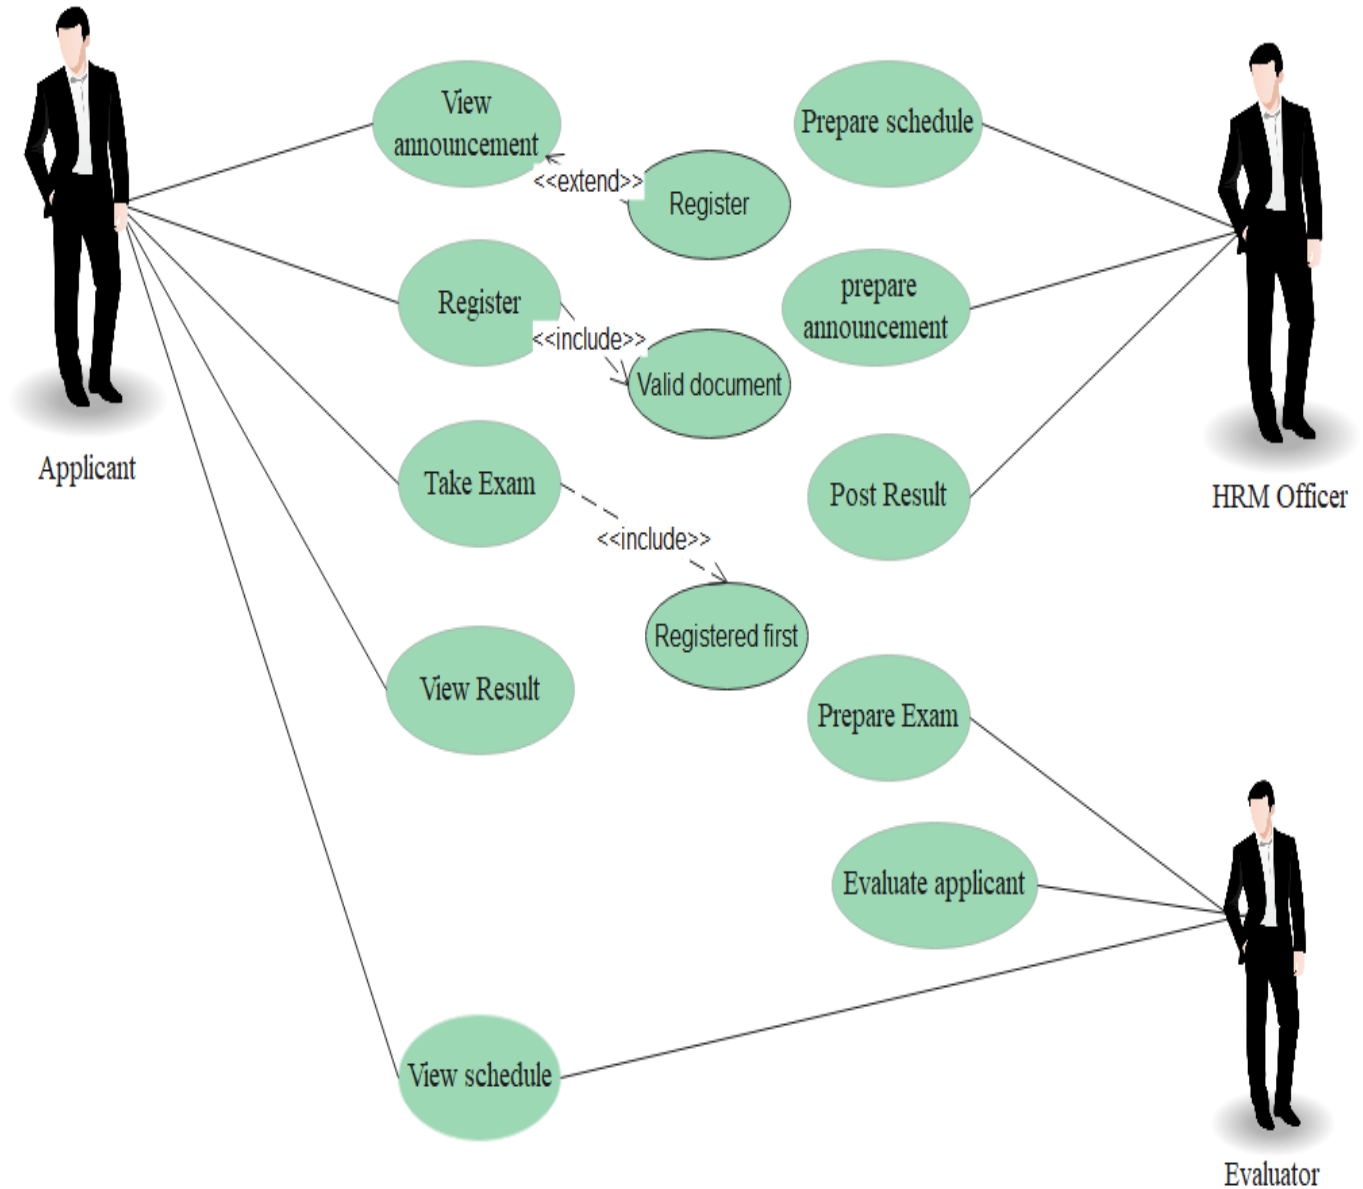 View
announcement
Prepare schedule
<<extend>>
Register
Register
prepare
announcement
<<include>>
Valid document
Applicant
Take Exam
Post Result
HRM Officer
<<include>>
Registered first
View Result
Prepare Exam
Evaluate applicant
View schedule
Evaluator